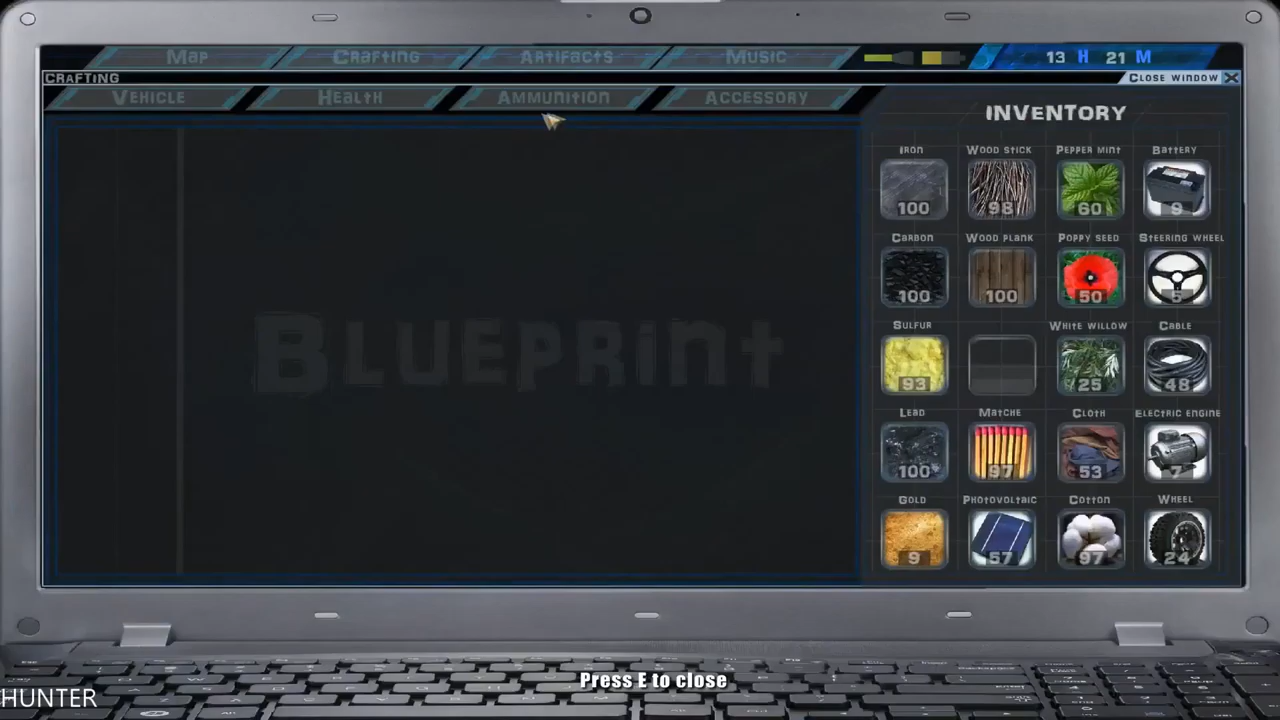 Map Crafting Artifacts Music 13 H 21 M
Crafting Close window
Vehicle Health Ammunition Accessory
Inventory
Iron Wood stick Pepper mint Battery
100 98 60 9
Carbon Wood plank Poppy seed Steering wheel
100 100 50 5
Sulfur White willow Cable
93 25 48
Lead Matche Cloth Electric engine
100 97 53 7
Gold Photovoltaic Cotton Wheel
9 57 97 24
Blueprint
Press E to close
HUNTER